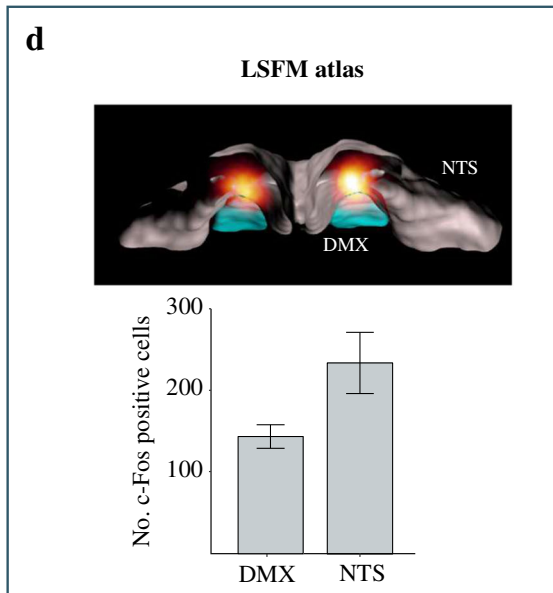 d
LSFM atlas
NTS
DMX
No. c-Fos positive cells
300
200
100
DMX
NTS